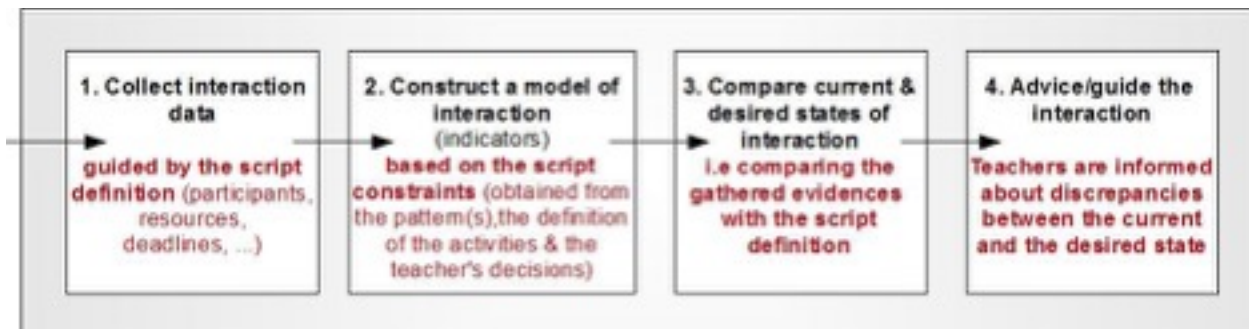 1. Collect interaction
data
guided by the script
definition (participants,
resources,
deadlines, ...)
2. Construct a model of
interaction
(indicators)
based on the script
constraints (obtained from
the pattern(s),the definition
of the activities & the
teacher's decisions)
3. Compare current &
desired states of
interaction
i.e comparing the
gathered evidences
with the script
definition
4. Advice/guide the
interaction
Teachers are informed
about discrepancies
between the current
and the desired state